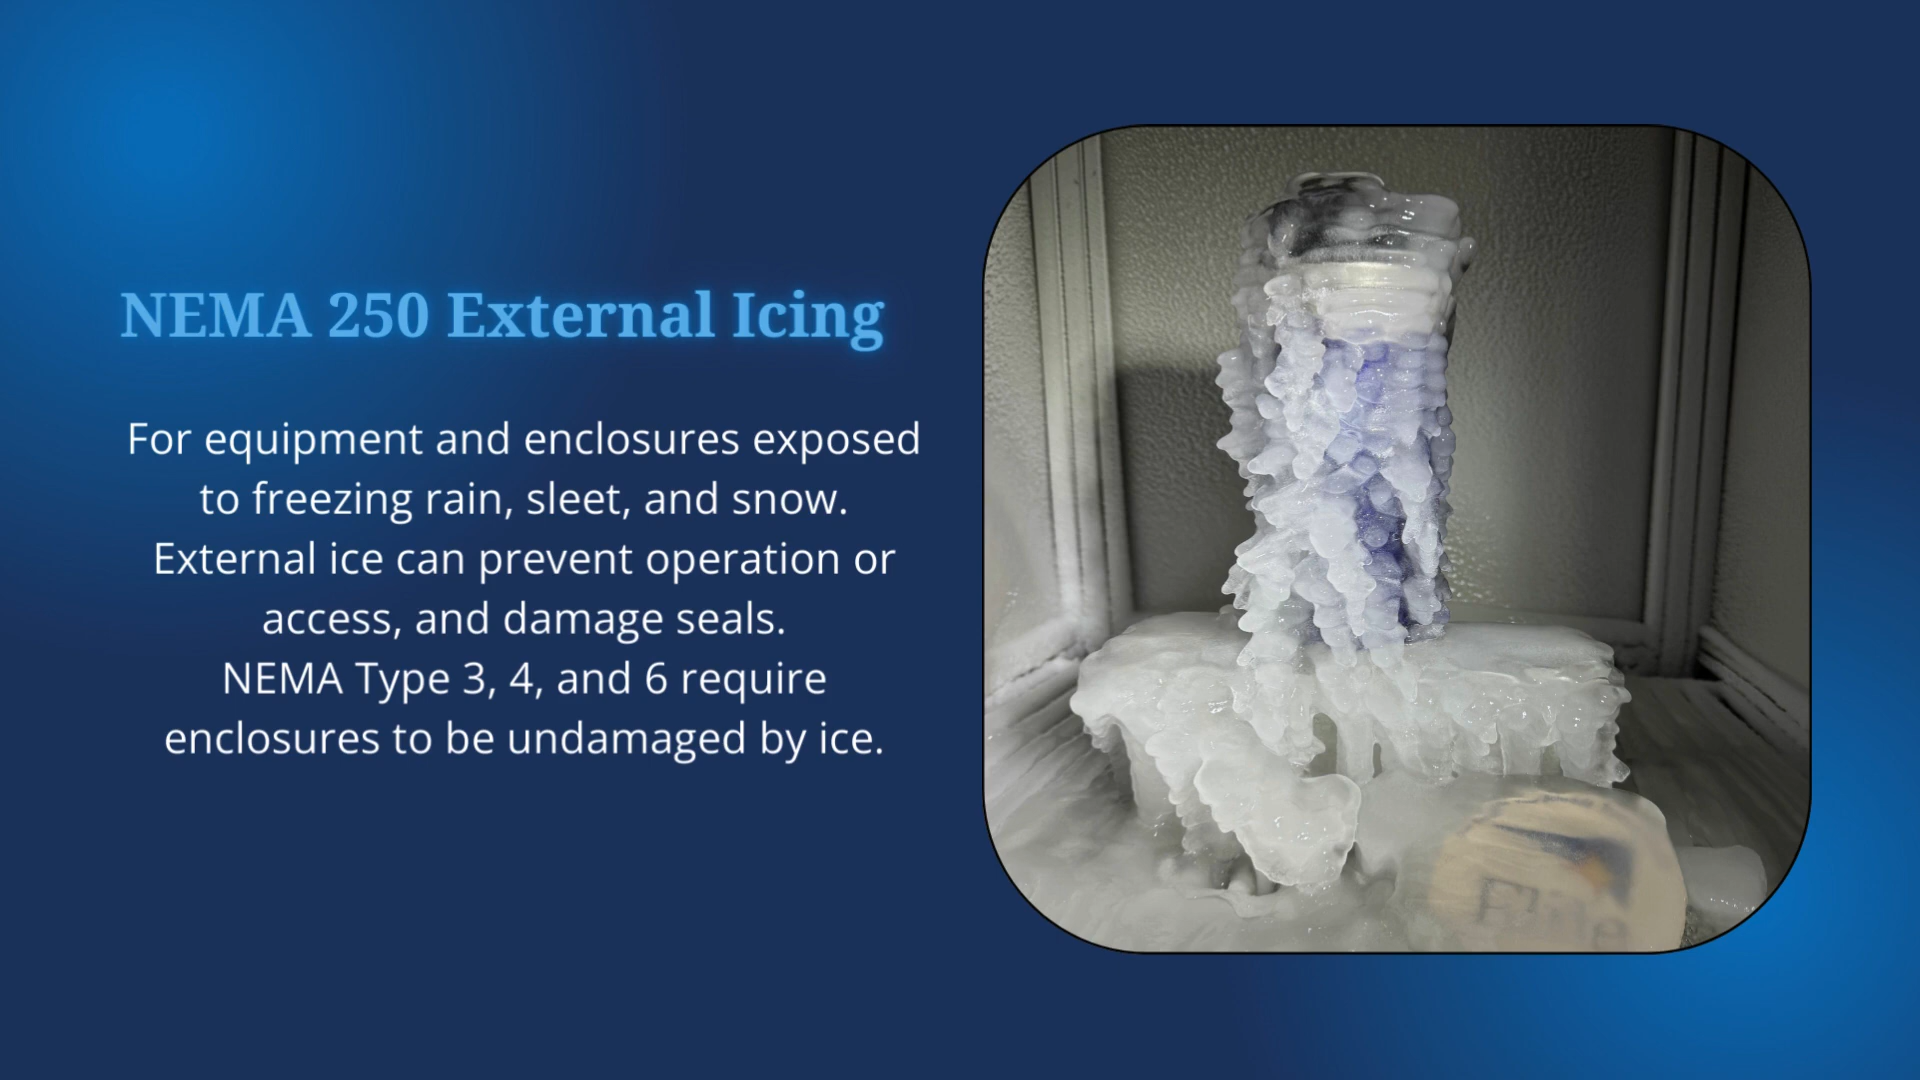 NEMA 250 External Icing
For equipment and enclosures exposed
to freezing rain, sleet, and snow.
External ice can prevent operation or
access, and damage seals.
NEMA Type 3, 4, and 6 require
enclosures to be undamaged by ice.